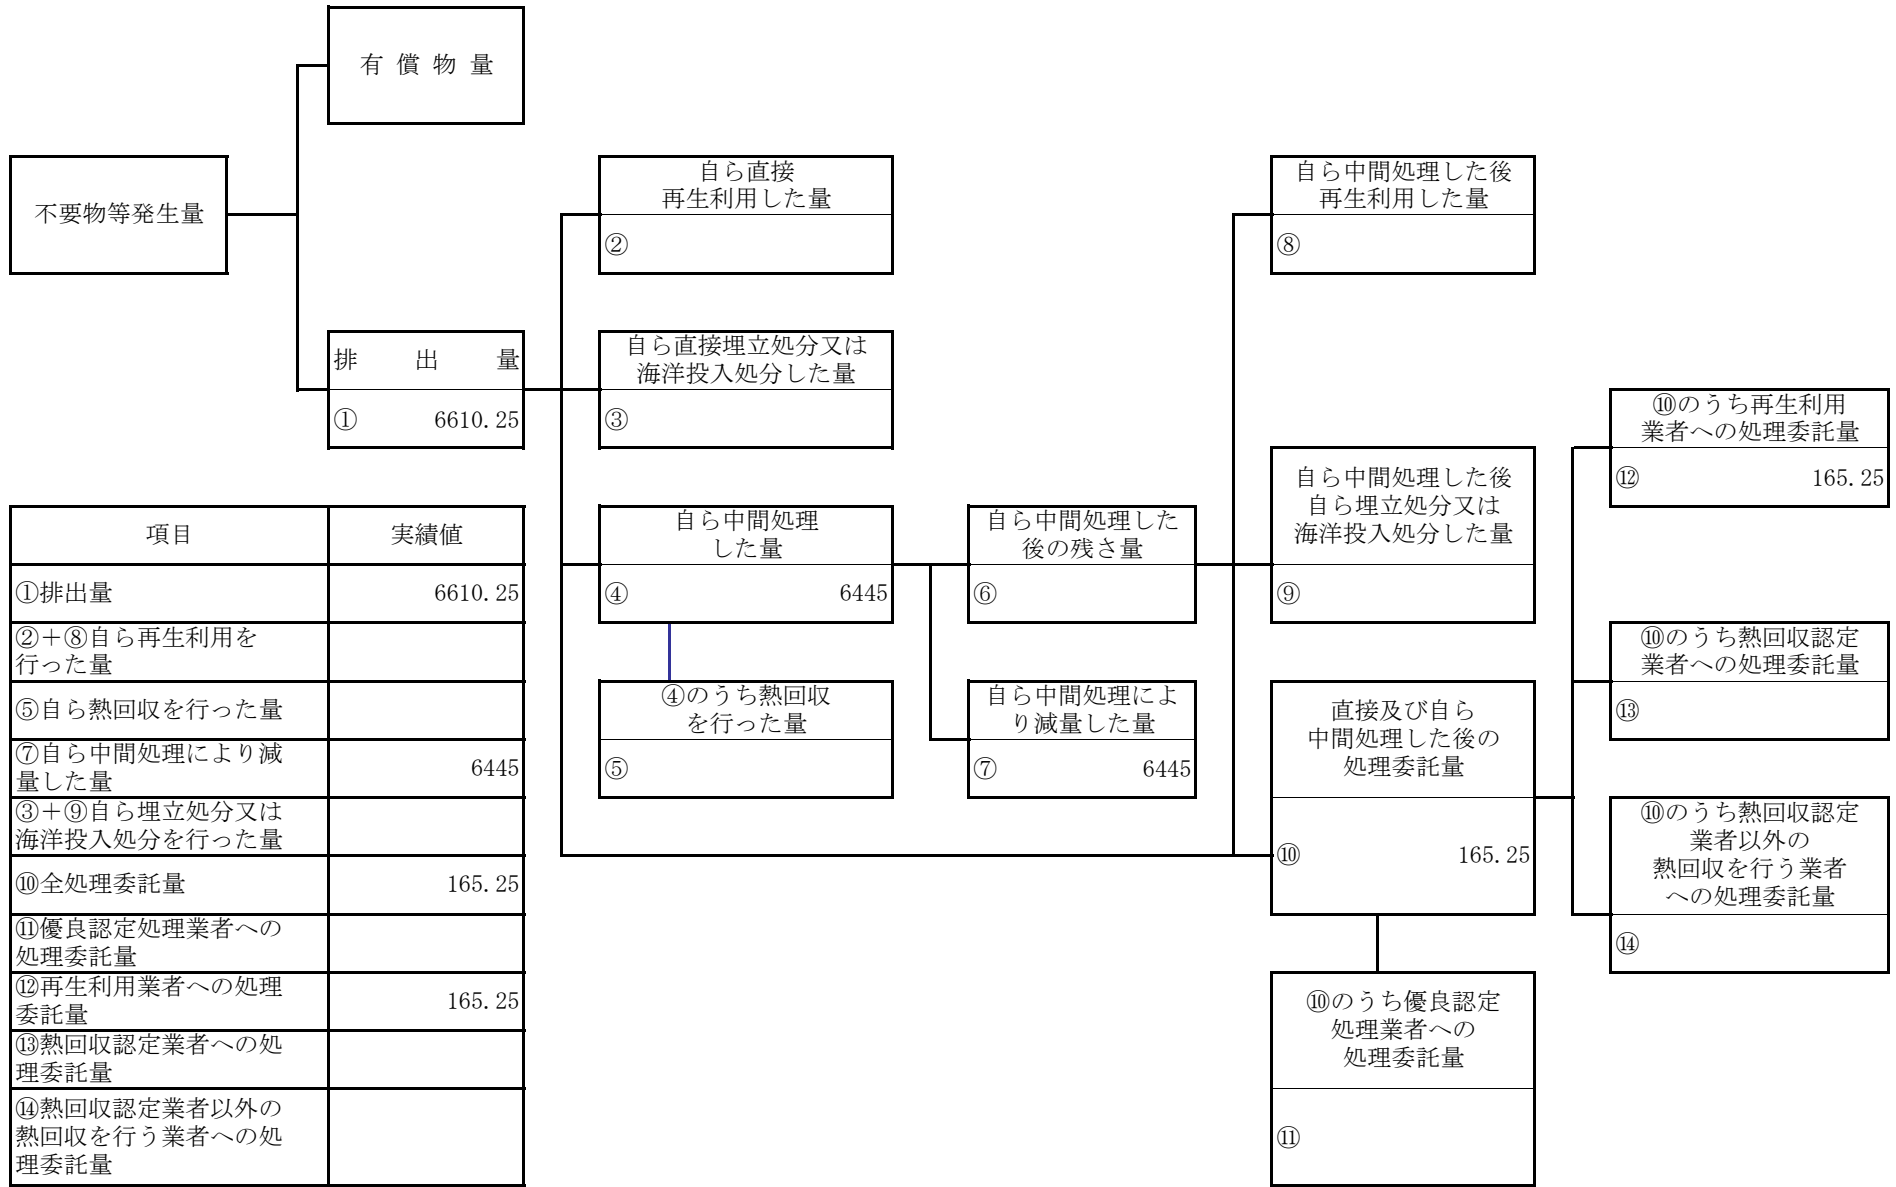 有 償 物 量
不要物等発生量
自ら直接
再生利用した量
②
自ら中間処理した後
再生利用した量
⑧
排 出 量
① 6610.25
自ら直接埋立処分又は
海洋投入処分した量
③
⑩のうち再生利用
業者への処理委託量
⑫ 165.25
自ら中間処理した後
自ら埋立処分又は
海洋投入処分した量
⑨
自ら中間処理
した量
④ 6445
自ら中間処理した
後の残さ量
⑥
⑩のうち熱回収認定
業者への処理委託量
⑬
④のうち熱回収
を行った量
⑤
自ら中間処理によ
り減量した量
⑦ 6445
直接及び自ら
中間処理した後の
処理委託量
⑩ 165.25
⑩のうち熱回収認定
業者以外の
熱回収を行う業者
への処理委託量
⑭
⑩のうち優良認定
処理業者への
処理委託量
⑪
項目 実績値
①排出量 6610.25
②＋⑧自ら再生利用を
行った量
⑤自ら熱回収を行った量
⑦自ら中間処理により減
量した量 6445
③＋⑨自ら埋立処分又は
海洋投入処分を行った量
⑩全処理委託量 165.25
⑪優良認定処理業者への
処理委託量
⑫再生利用業者への処理
委託量 165.25
⑬熱回収認定業者への処
理委託量
⑭熱回収認定業者以外の
熱回収を行う業者への処
理委託量